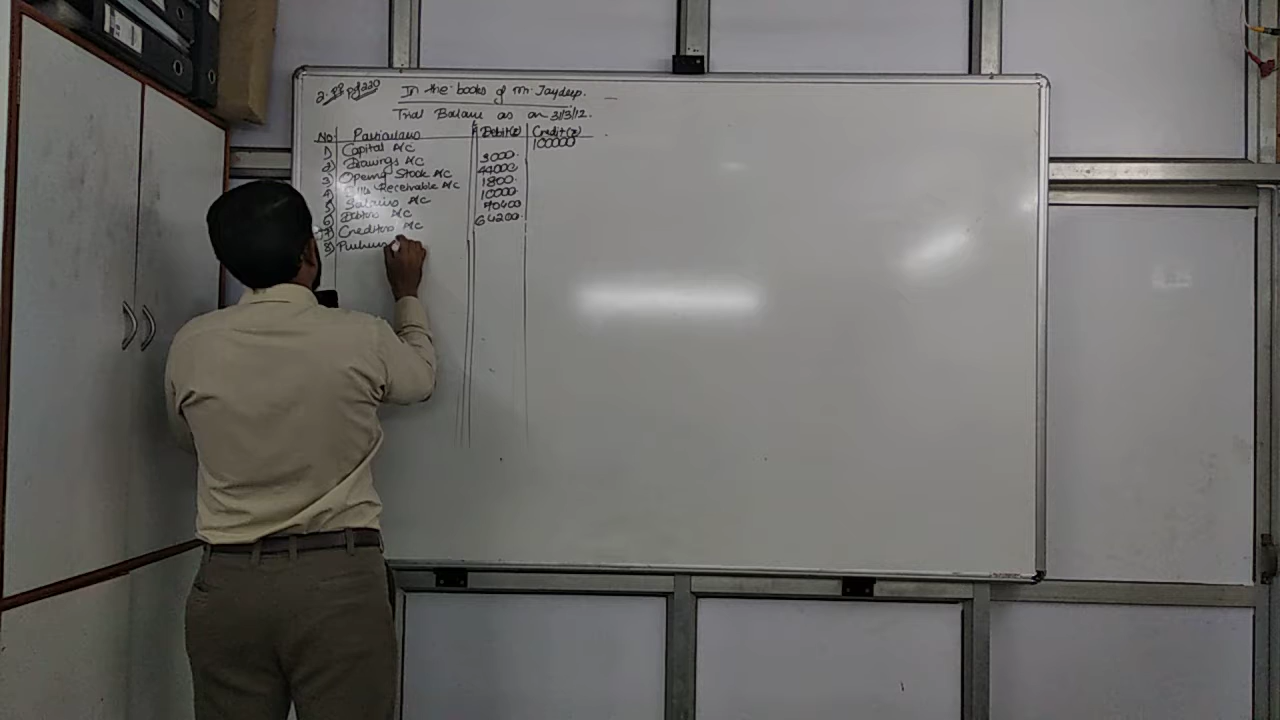 In the books of Mr. Jaydeep.
Trial Balance as on 31/3/12.
No Particulars Debit(₹) Credit(₹)
1) Capital A/C 100000
2) Drawings A/C 3000
3) Opening Stock A/C 44000
4) Bills Receivable A/C 1800
5) Salaries A/C 10000
6) Debtors A/C 70400
7) Creditors A/C 64200
8)